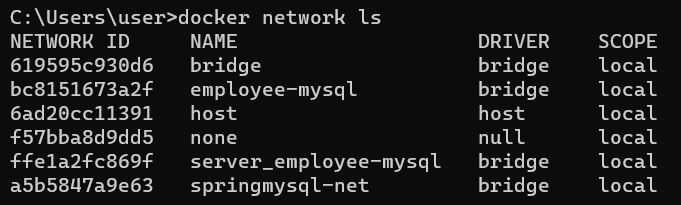 C:\Users\user>docker network ls
NETWORK ID     NAME                    DRIVER    SCOPE
619595c930d6   bridge                  bridge    local
bc8151673a2f   employee-mysql          bridge    local
6ad20cc11391   host                    host      local
f57bba8d9dd5   none                    null      local
ffe1a2fc869f   server_employee-mysql   bridge    local
a5b5847a9e63   springmysql-net         bridge    local